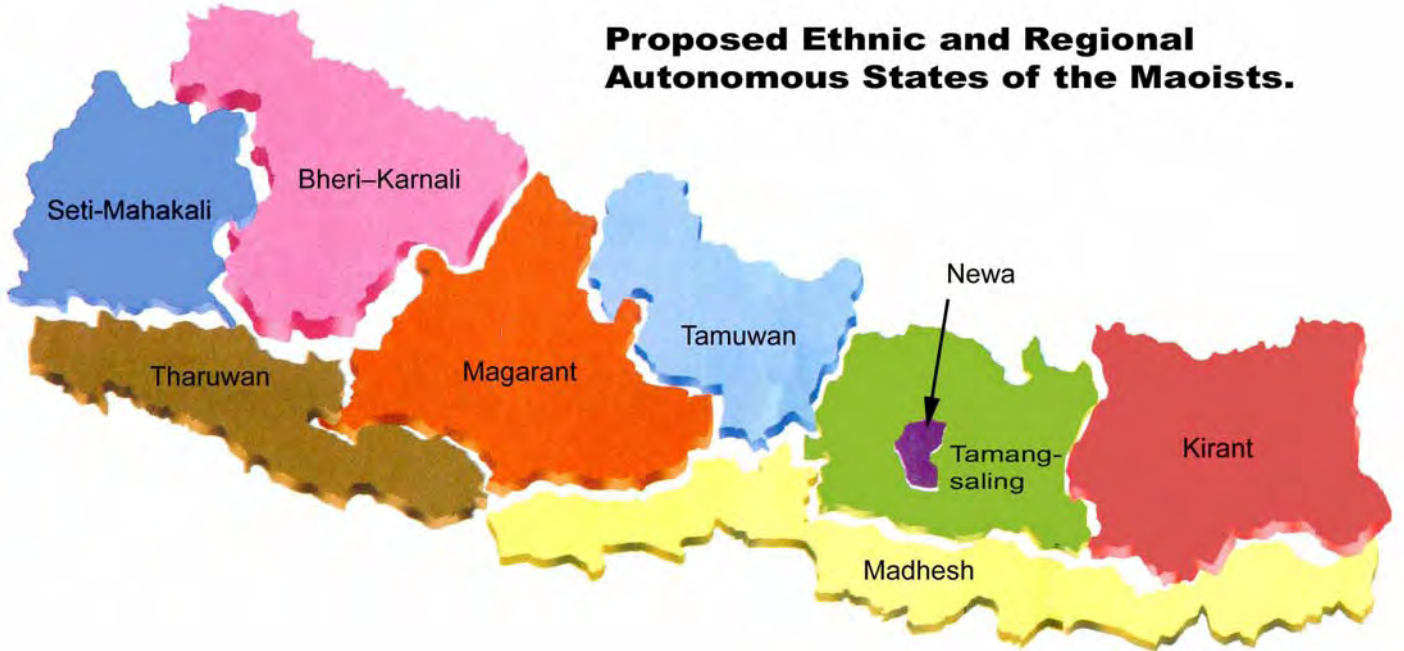 Proposed Ethnic and Regional
Autonomous States of the Maoists.
Bheri–Karnali
Seti-Mahakali
Newa
Tamuwan
Tharuwan
Magarant
Tamang-
saling
Kirant
Madhesh